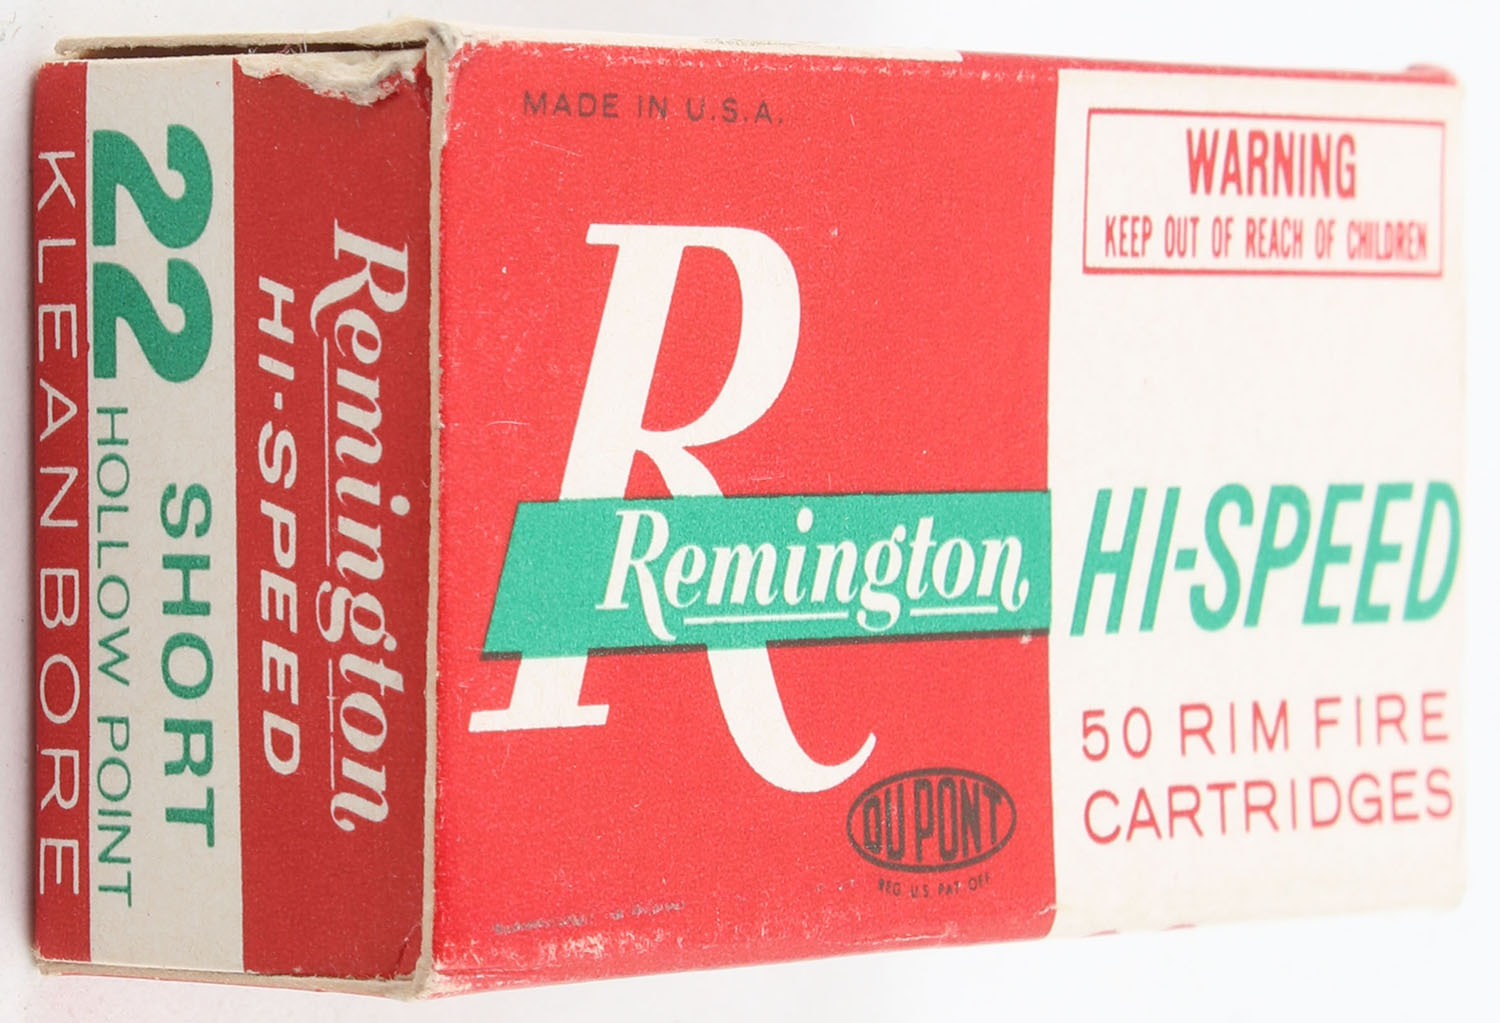 MADE IN U.S.A.
R
Remington
DU PONT
REG U.S. PAT OFF
WARNING
KEEP OUT OF REACH OF CHILDREN
HI-SPEED
50 RIM FIRE
CARTRIDGES
Remington
HI-SPEED
22 SHORT
HOLLOW POINT
KLEANBORE